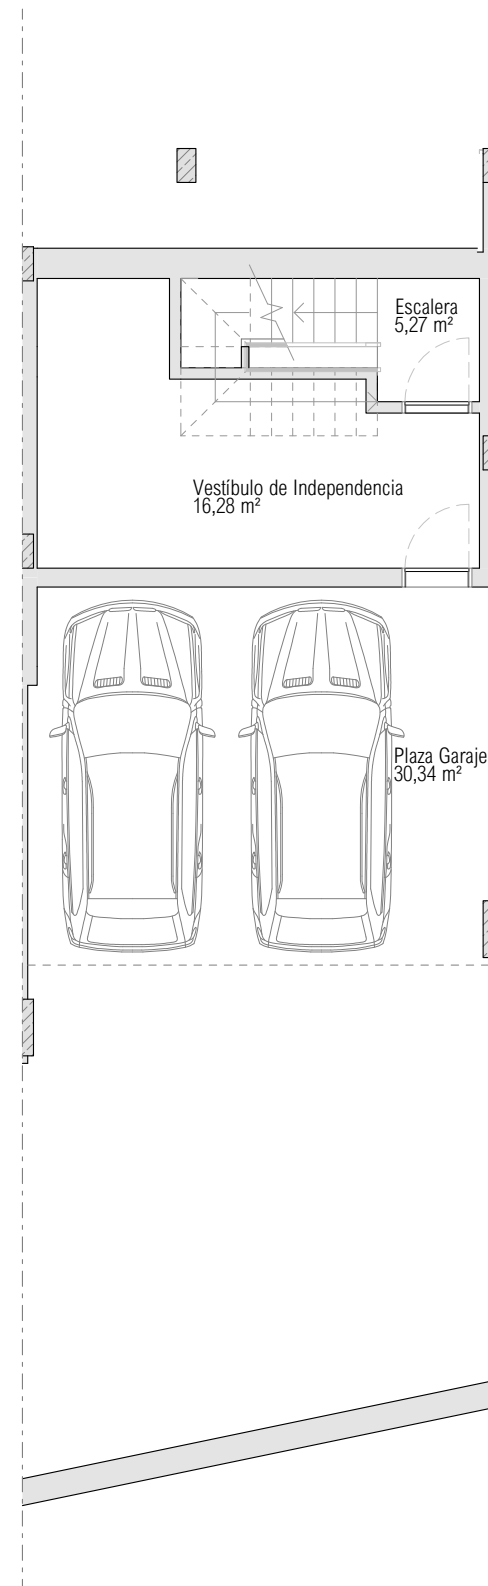 Escalera
5,27 m²
Vestíbulo de Independencia
16,28 m²
Plaza Garaje
30,34 m²